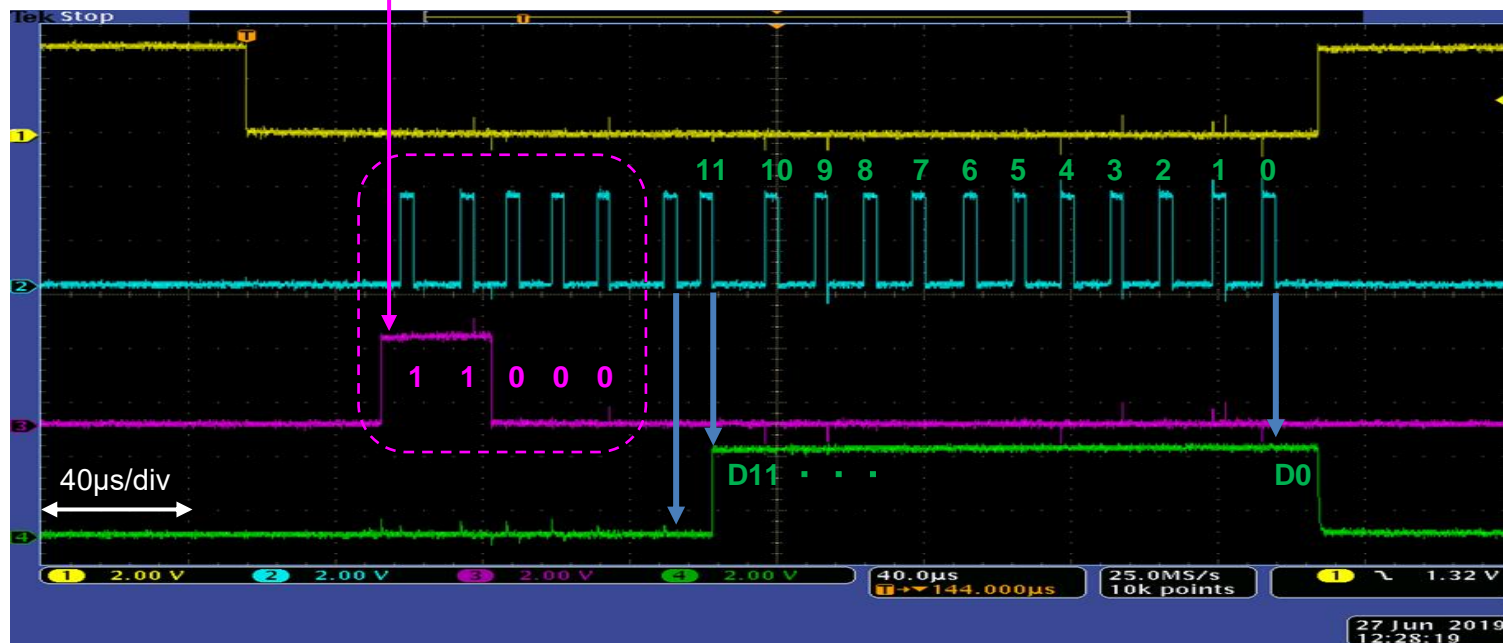 Tek Stop
T
T
1
11 10 9 8 7 6 5 4 3 2 1 0
2
1 1 0 0 0
3
40µs/div
D11 · · · D0
4
1 2.00 V 2 2.00 V 3 2.00 V 4 2.00 V
40.0µs
T→▼144.000µs
25.0MS/s
10k points
1 1.32 V
27 Jun 2019
12:28:19